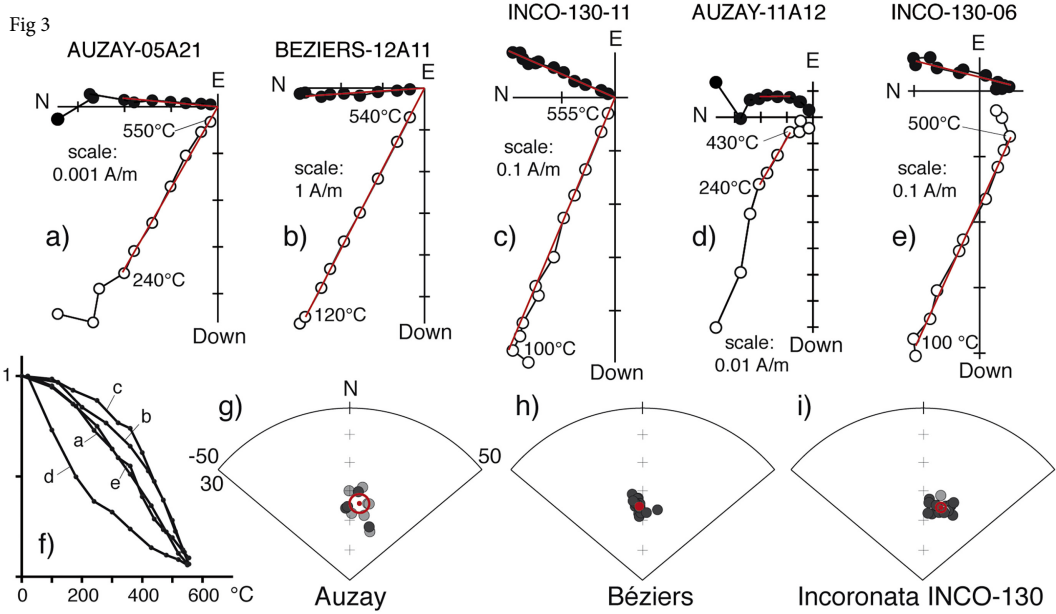 Fig 3
AUZAY-05A21
BEZIERS-12A11
INCO-130-11
AUZAY-11A12
INCO-130-06
E
N
550°C
scale:
0.001 A/m
a)
240°C
Down
E
540°C
scale:
1 A/m
b)
120°C
Down
E
555°C
scale:
0.1 A/m
c)
100°C
Down
E
430°C
240°C
d)
scale:
0.01 A/m
Down
E
500°C
scale:
0.1 A/m
e)
100 °C
Down
1
c
b
a
d
e
f)
0 200 400 600 °C
g)
N
-50
30
50
Auzay
h)
Béziers
i)
Incoronata INCO-130